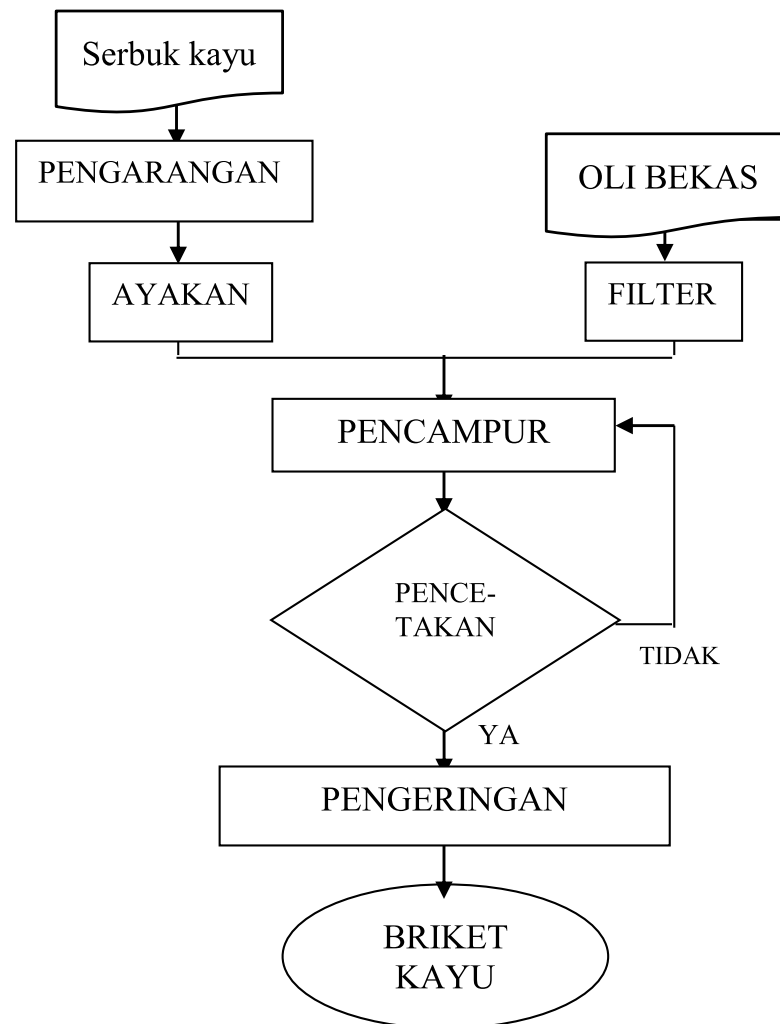 Serbuk kayu
PENGARANGAN
OLI BEKAS
AYAKAN
FILTER
PENCAMPUR
PENCE-
TAKAN
TIDAK
YA
PENGERINGAN
BRIKET
KAYU